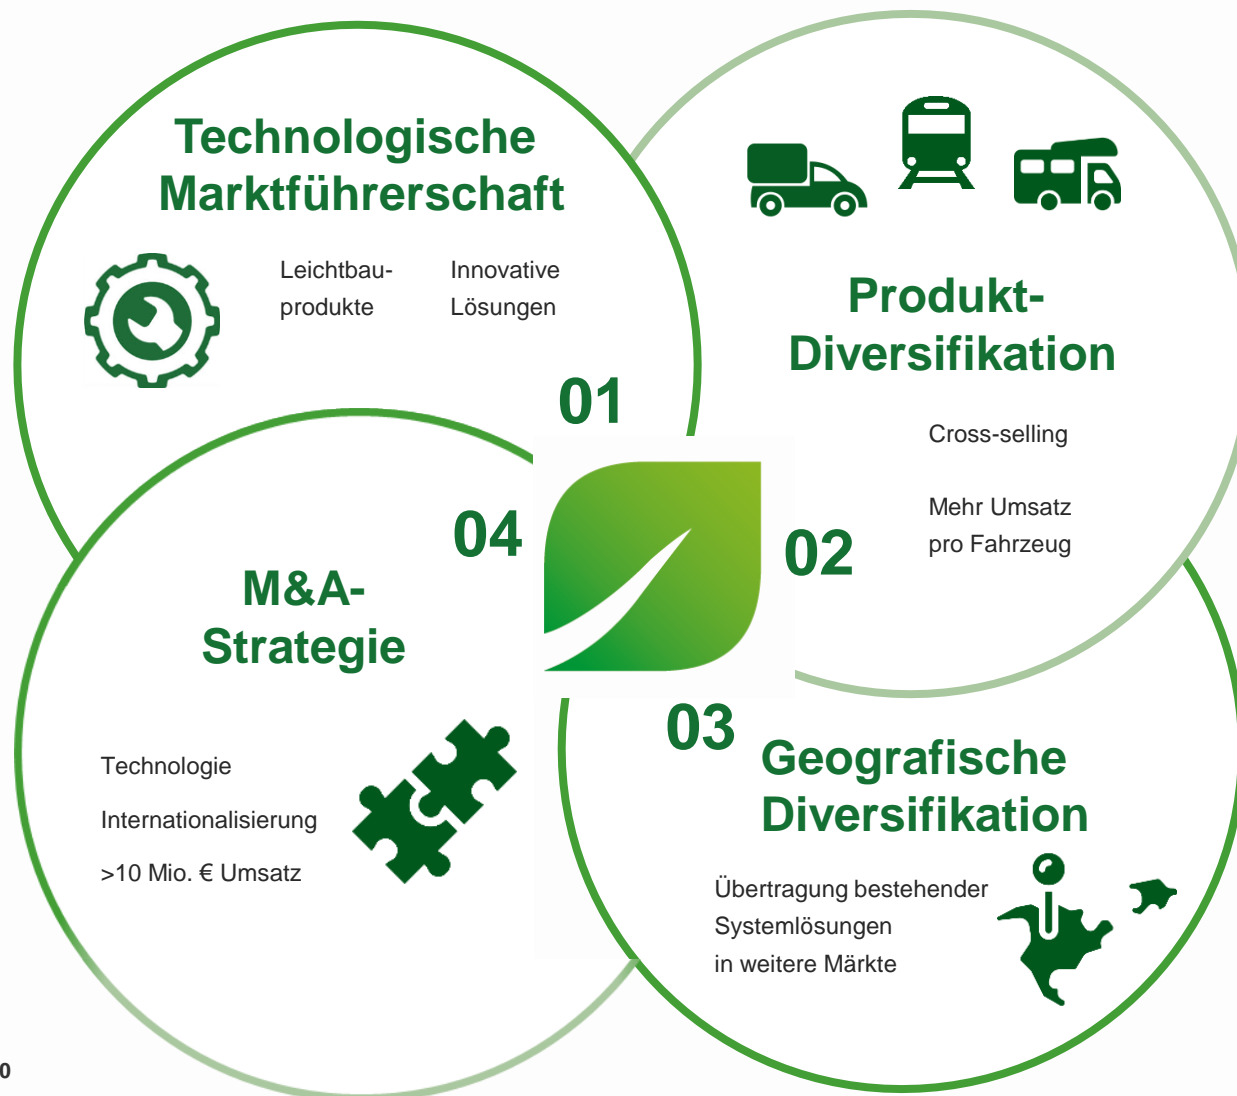 Technologische
Marktführerschaft
Leichtbau-
produkte
Innovative
Lösungen
01
Produkt-
Diversifikation
Cross-selling
Mehr Umsatz
pro Fahrzeug
02
03
Geografische
Diversifikation
Übertragung bestehender
Systemlösungen
in weitere Märkte
04
M&A-
Strategie
Technologie
Internationalisierung
>10 Mio. € Umsatz
0